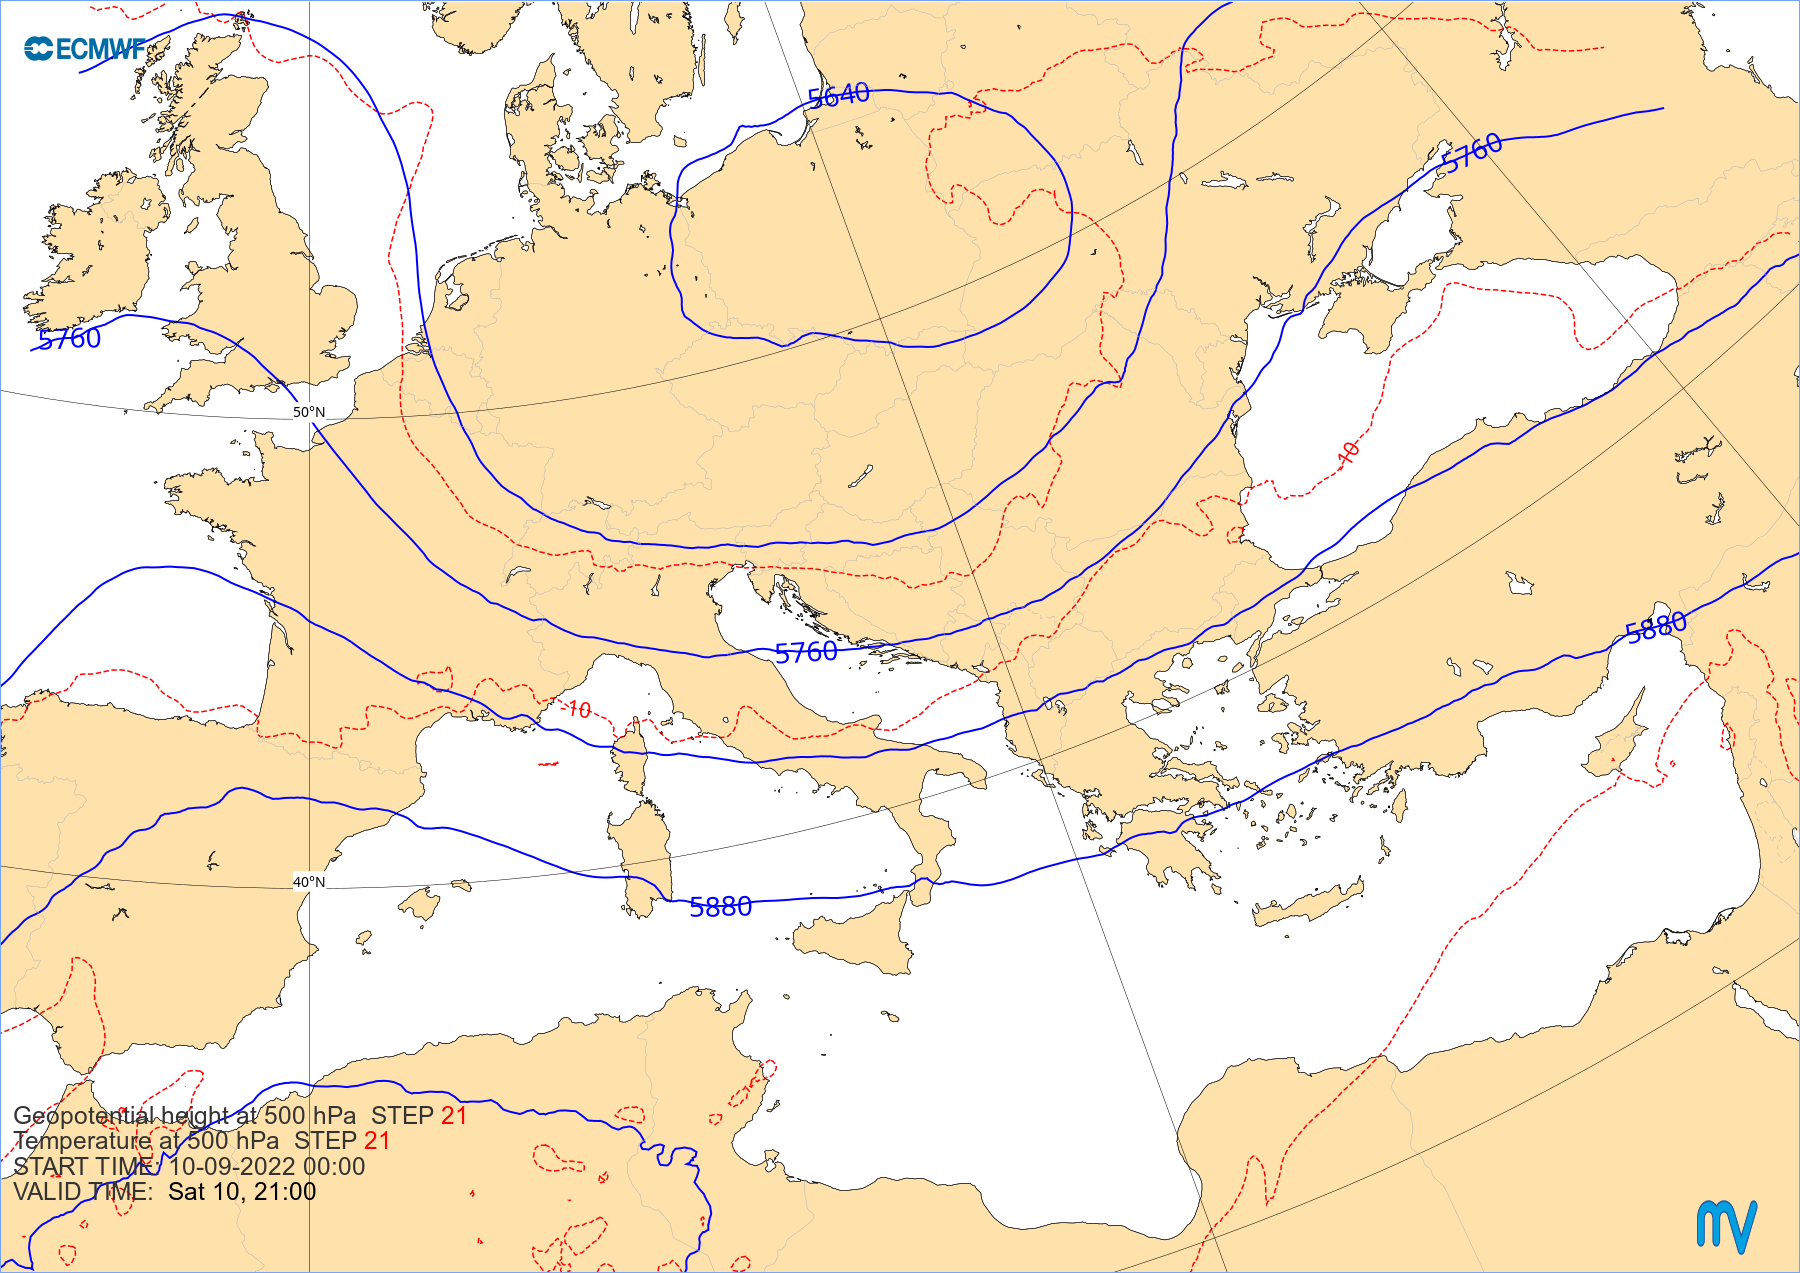 ECMWF
5640
5760
5760
50°N
10
5880
5760
-10
40°N
5880
Geopotential height at 500 hPa STEP 21
Temperature at 500 hPa STEP 21
START TIME: 10-09-2022 00:00
VALID TIME: Sat 10, 21:00